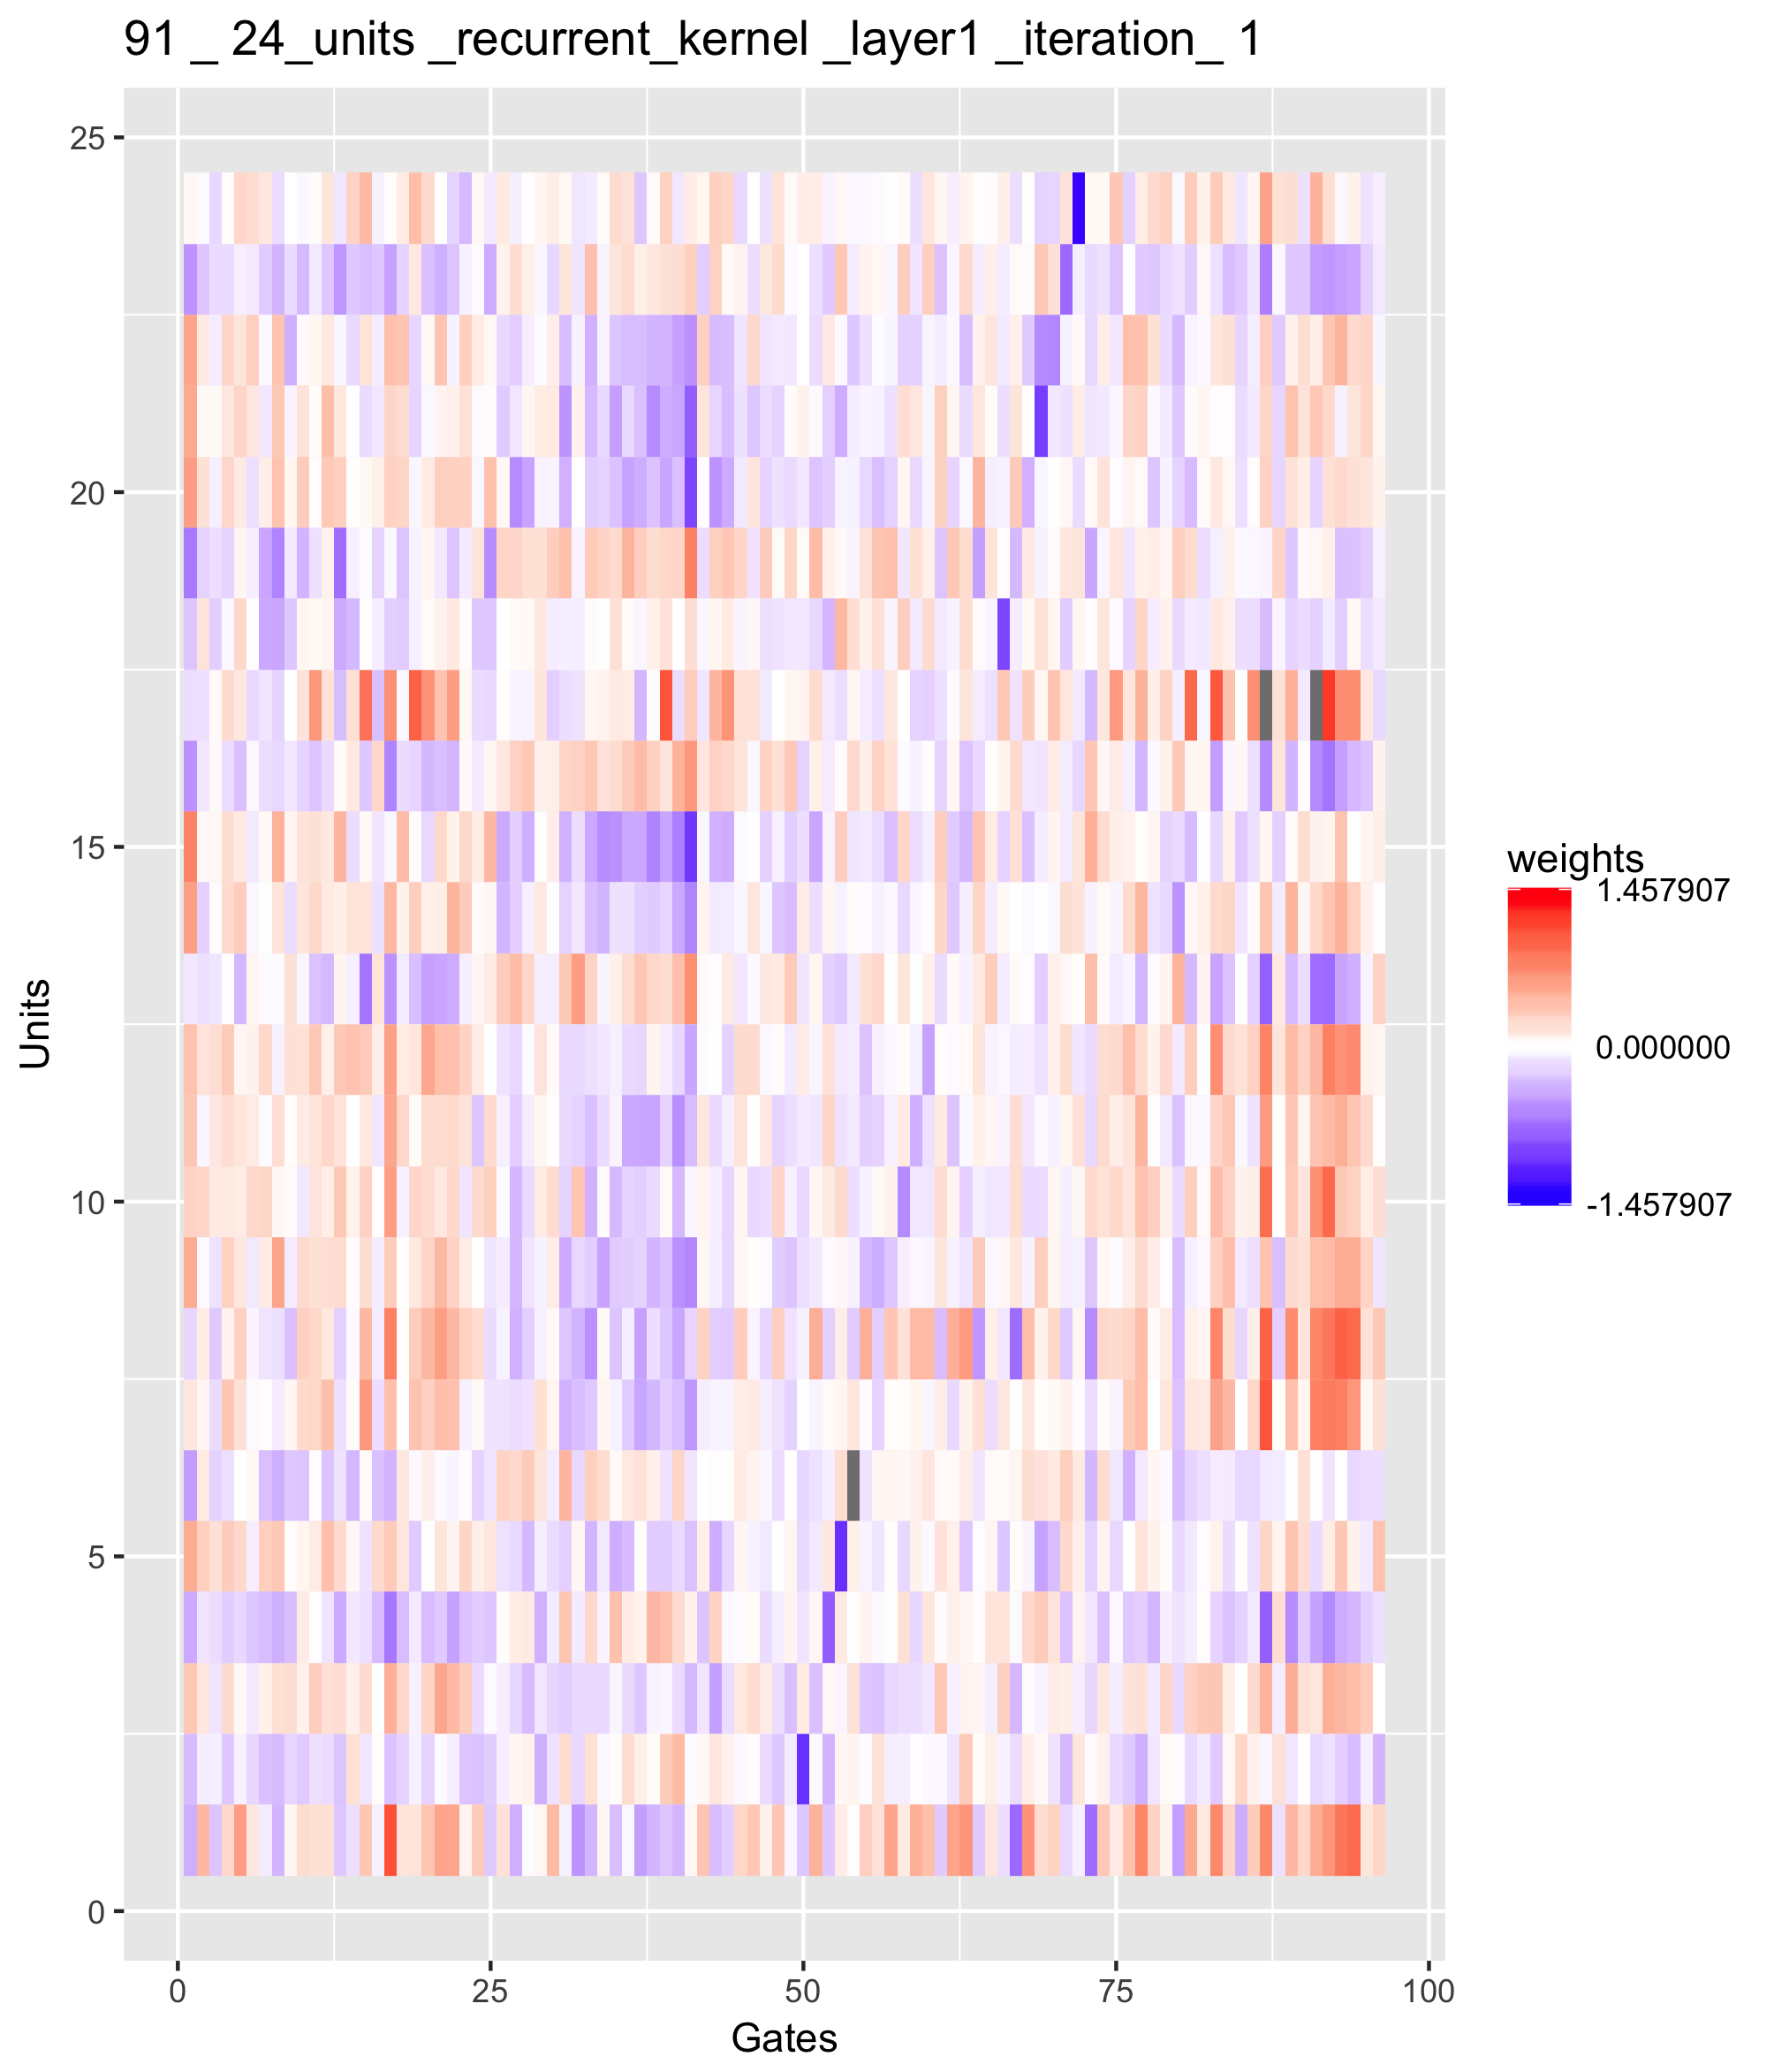 91 _ 24_units _recurrent_kernel _layer1 _iteration_ 1
25
20
15
10
5
0
Units
0 25 50 75 100
Gates
weights
1.457907
0.000000
-1.457907